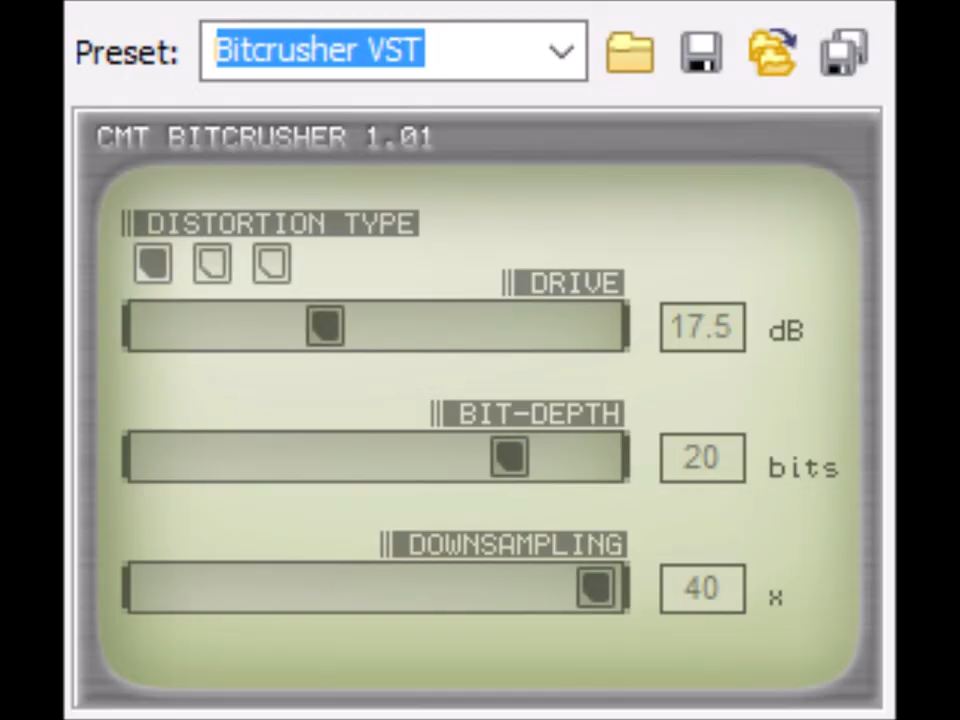 Preset: Bitcrusher VST
CMT BITCRUSHER 1.01
DISTORTION TYPE
DRIVE
17.5 dB
BIT-DEPTH
20 bits
DOWNSAMPLING
40 x